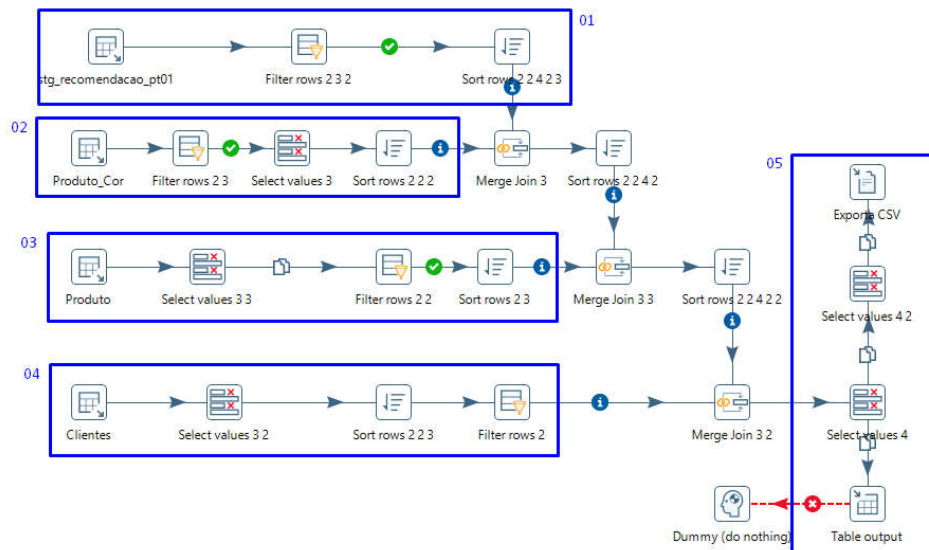 01
stg_recomendacao_pt01
Filter rows 2 3 2
Sort rows 2 2 4 2 3
02
Produto_Cor
Filter rows 2 3
Select values 3
Sort rows 2 2 2
Merge Join 3
Sort rows 2 2 4 2
05
Exporta CSV
03
Produto
Select values 3 3
Filter rows 2 2
Sort rows 2 3
Merge Join 3 3
Sort rows 2 2 4 2 2
Select values 4 2
04
Clientes
Select values 3 2
Sort rows 2 2 3
Filter rows 2
Merge Join 3 2
Select values 4
Dummy (do nothing)
Table output